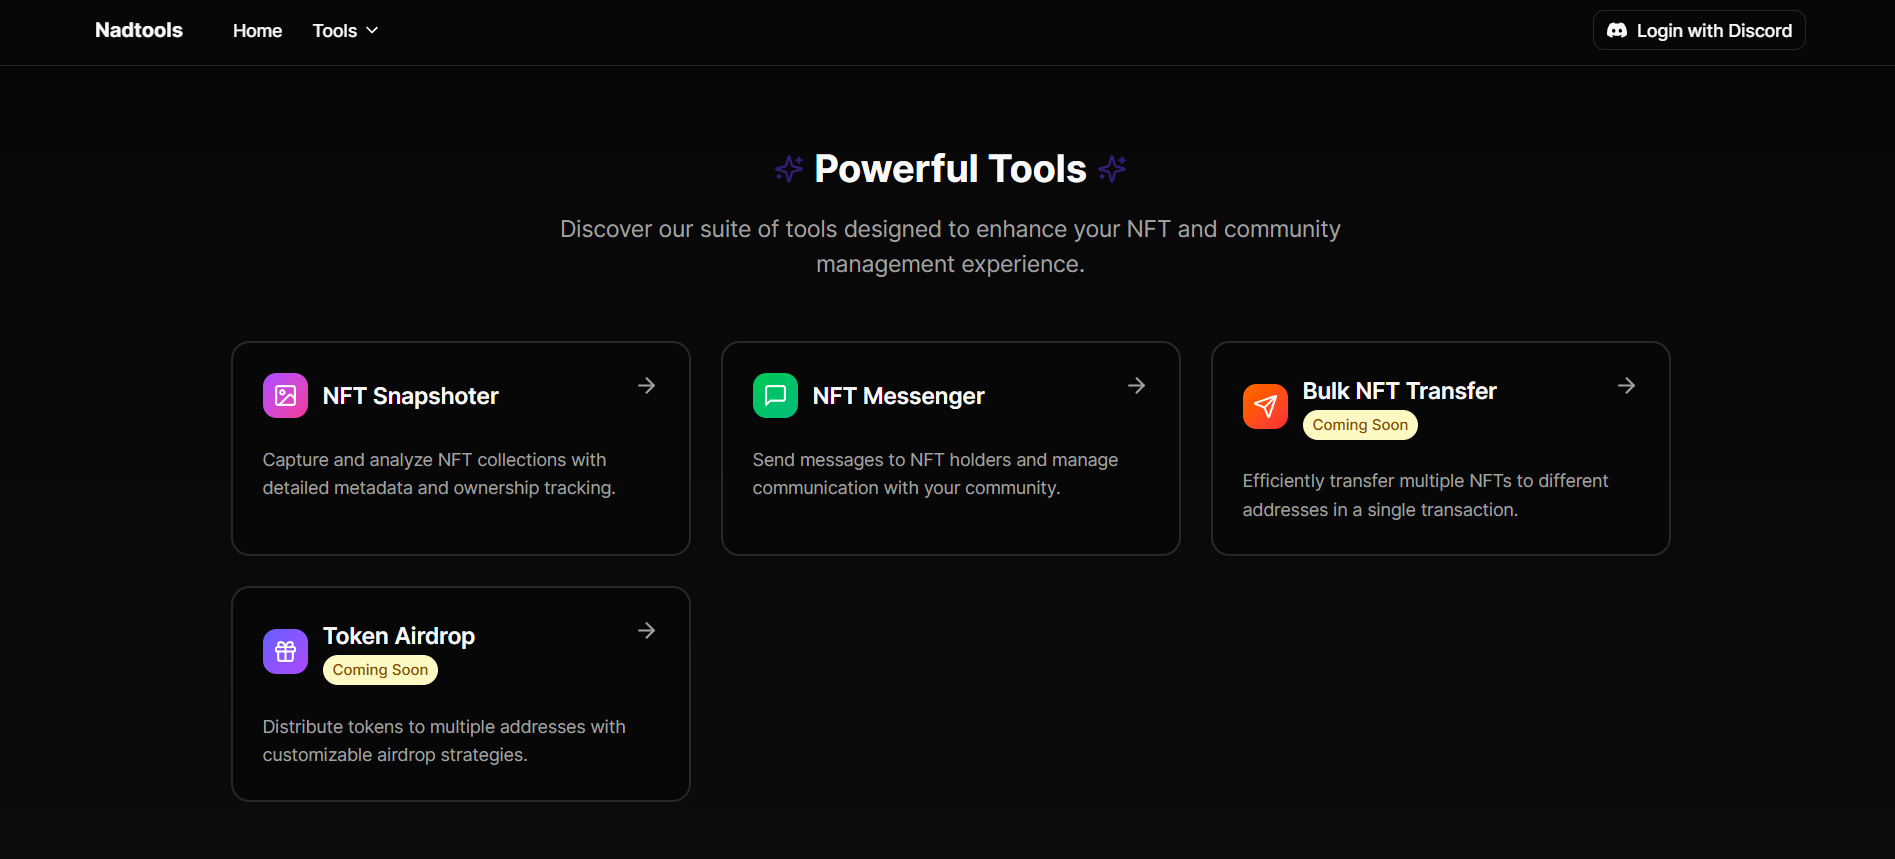 Nadtools
Home
Tools
Login with Discord
Powerful Tools
Discover our suite of tools designed to enhance your NFT and community
management experience.
NFT Snapshoter
Capture and analyze NFT collections with
detailed metadata and ownership tracking.
NFT Messenger
Send messages to NFT holders and manage
communication with your community.
Bulk NFT Transfer
Coming Soon
Efficiently transfer multiple NFTs to different
addresses in a single transaction.
Token Airdrop
Coming Soon
Distribute tokens to multiple addresses with
customizable airdrop strategies.